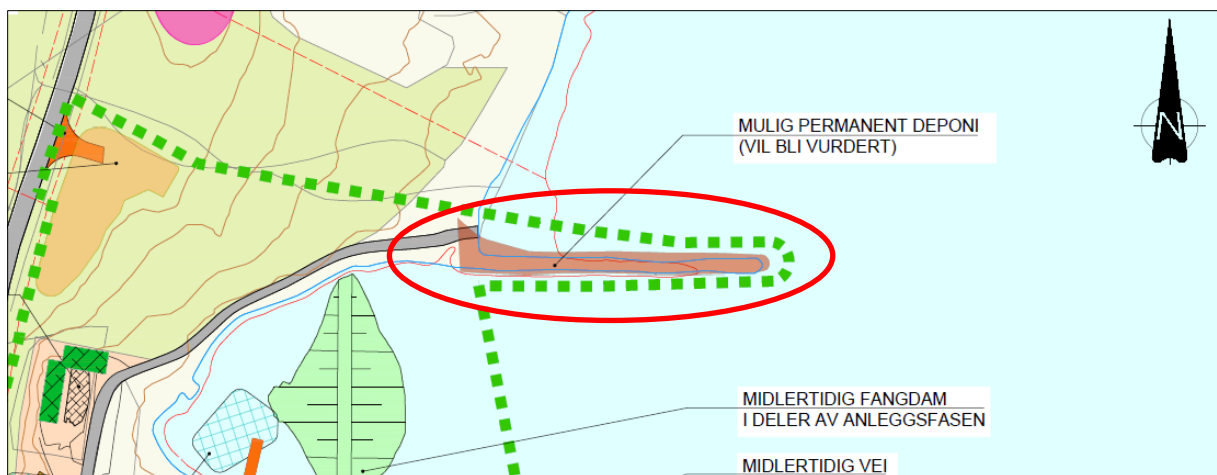 MULIG PERMANENT DEPONI
(VIL BLI VURDERT)
N
MIDLERTIDIG FANGDAM
I DELER AV ANLEGGSFASEN
MIDLERTIDIG VEI